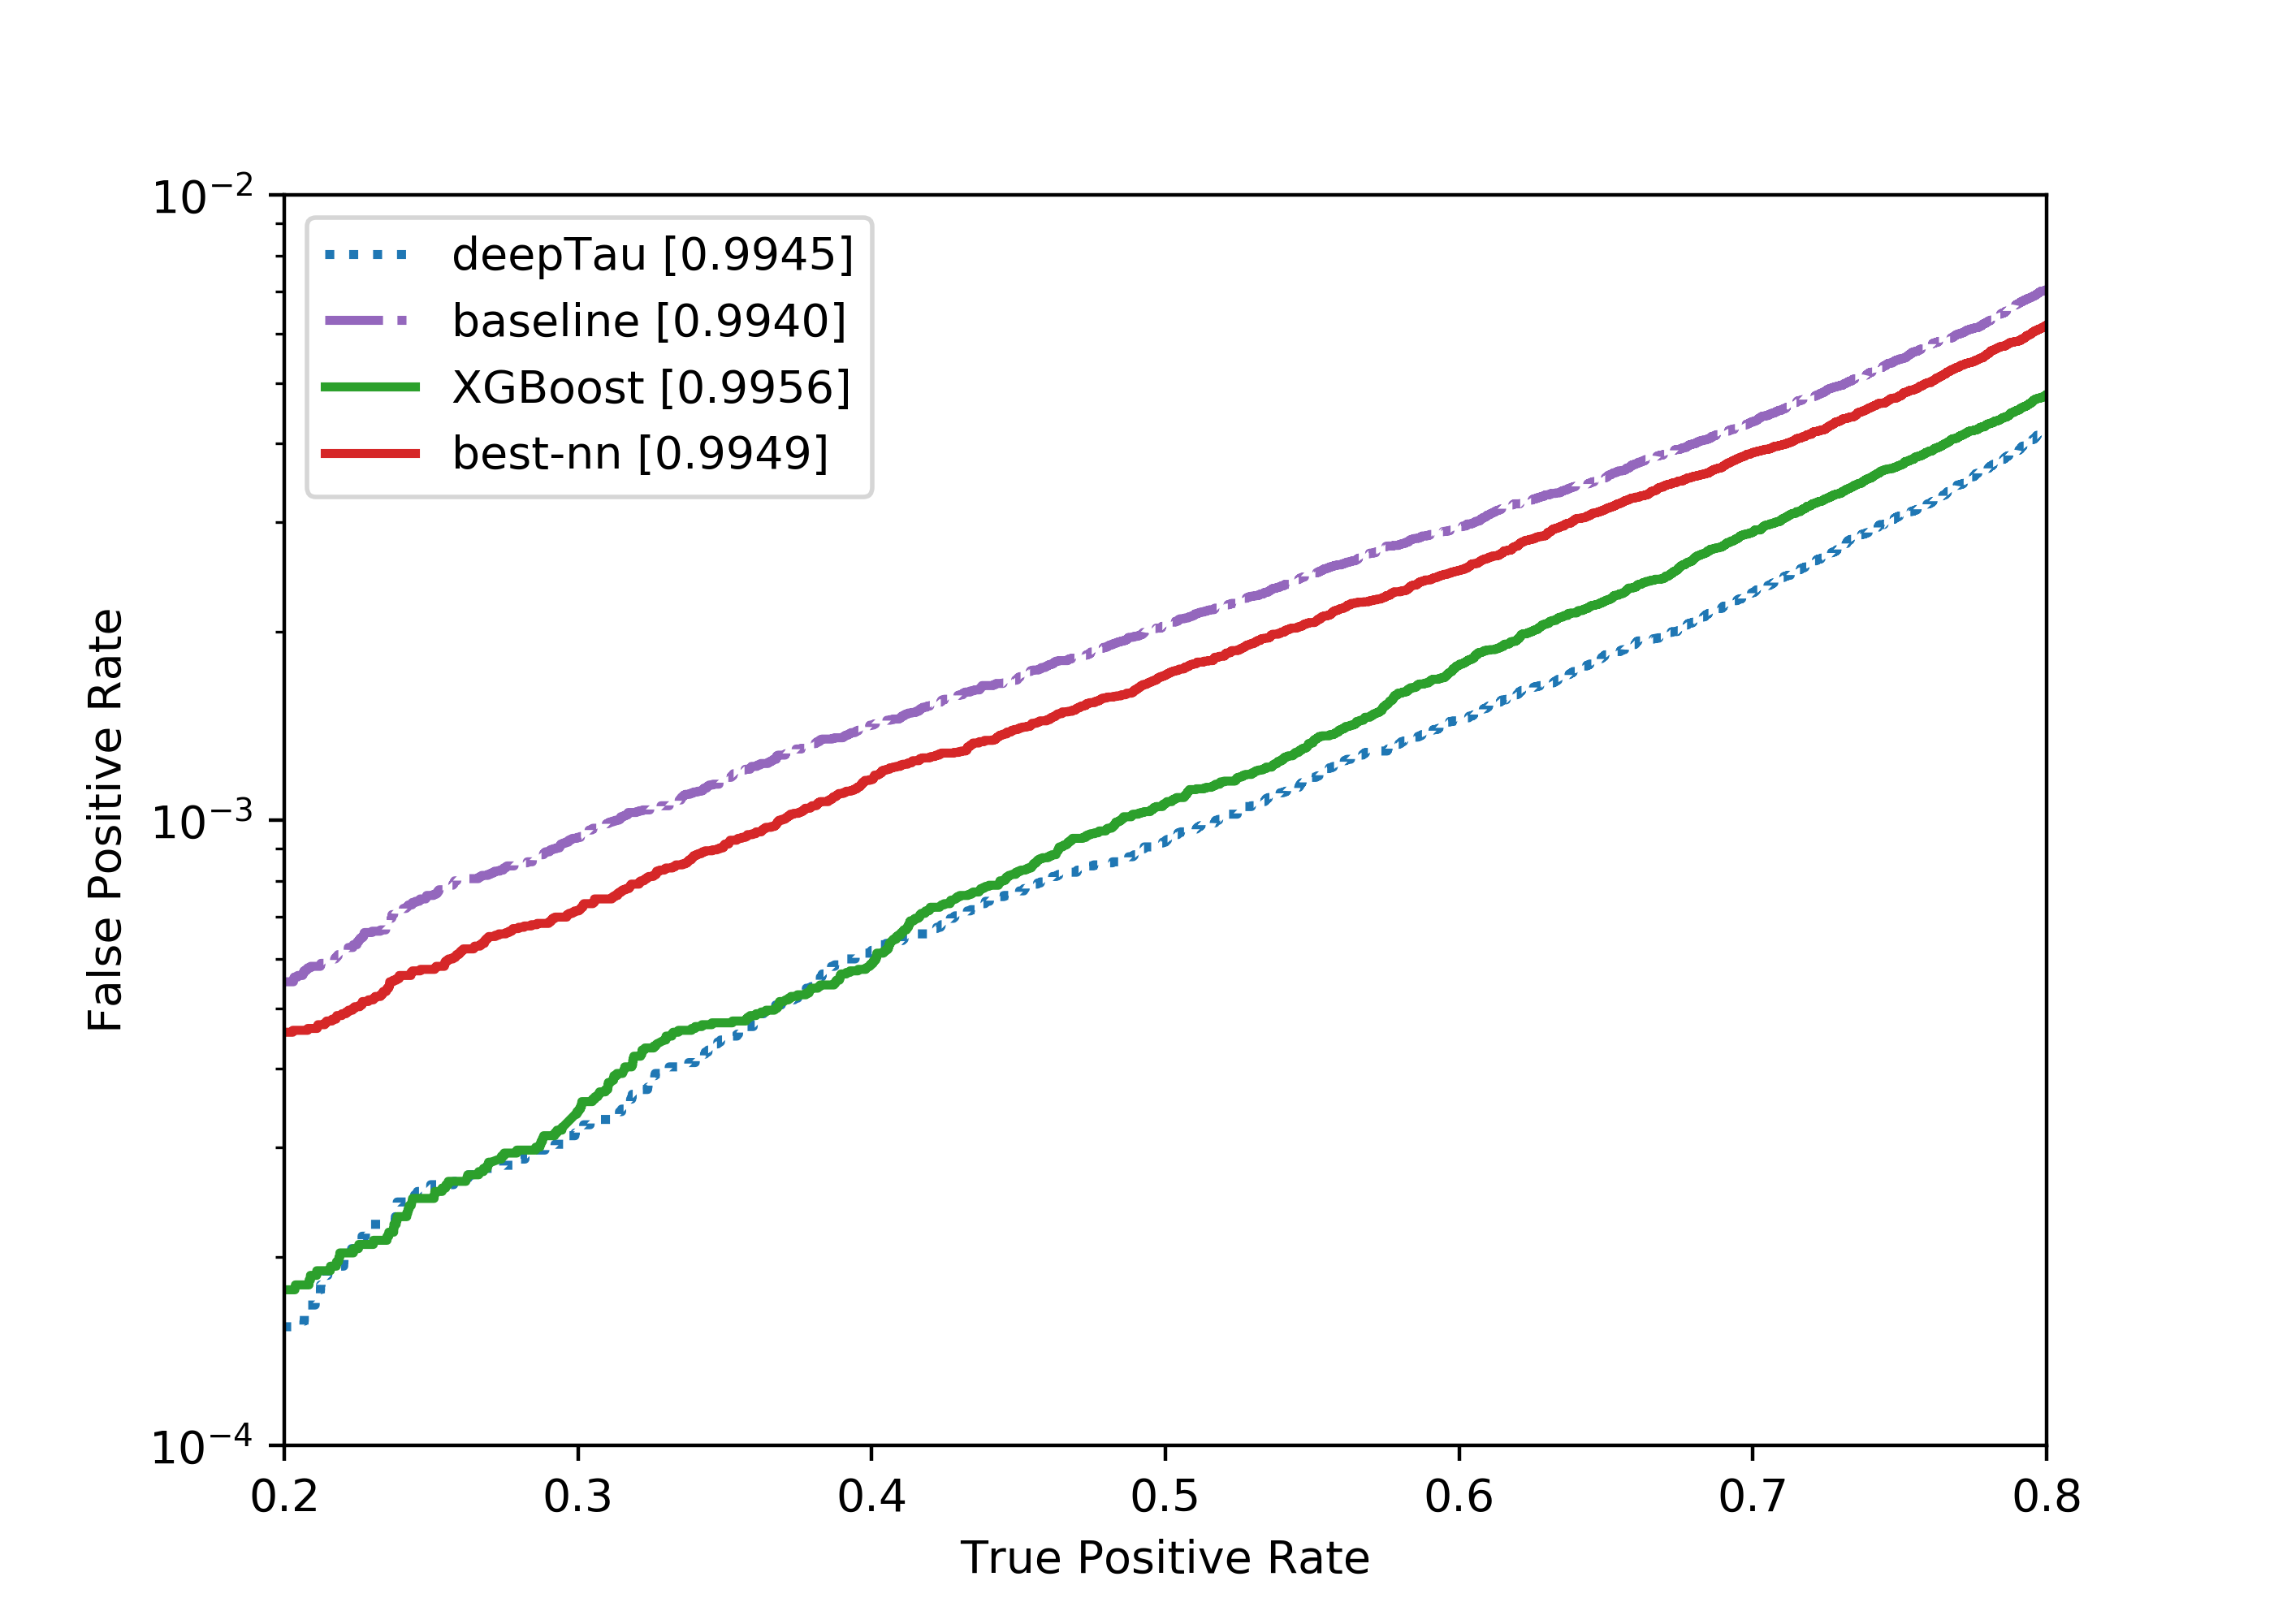 10−2
deepTau [0.9945]
baseline [0.9940]
XGBoost [0.9956]
best-nn [0.9949]
False Positive Rate
10−3
10−4
0.2 0.3 0.4 0.5 0.6 0.7 0.8
True Positive Rate